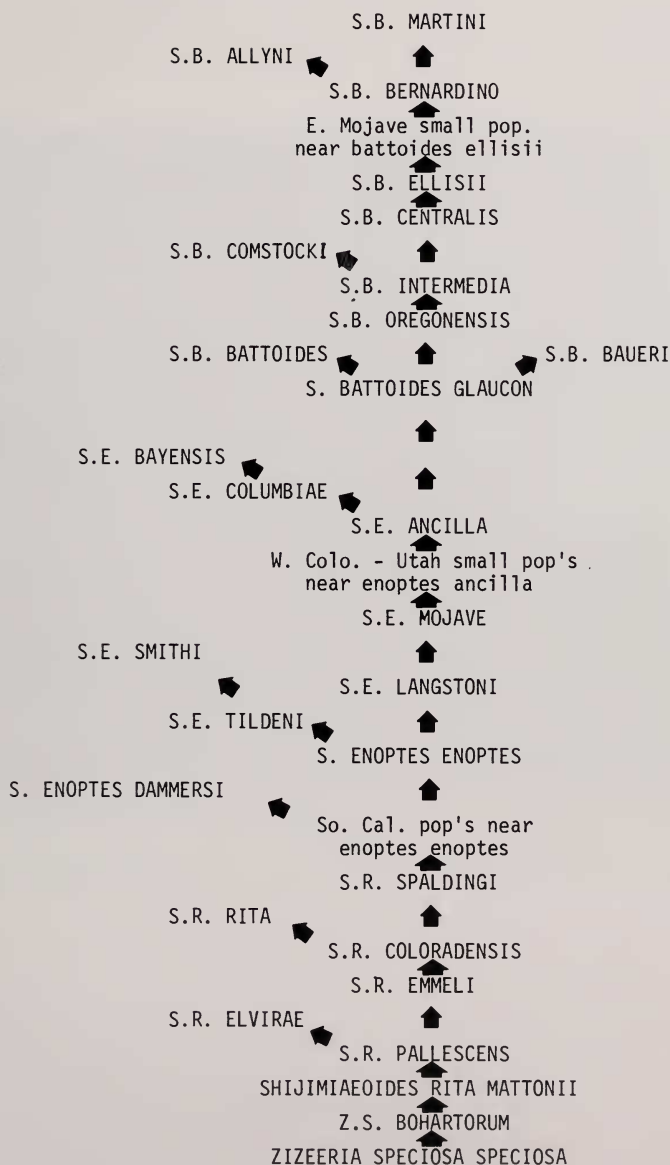 S.B. MARTINI
S.B. ALLYNI
S.B. BERNARDINO
E. Mojave small pop.
near battoides ellisii
S.B. ELLISII
S.B. CENTRALIS
S.B. COMSTOCKI
S.B. INTERMEDIA
S.B. OREGONENSIS
S.B. BATTOIDES
S.B. BAUERI
S. BATTOIDES GLAUCON
S.E. BAYENSIS
S.E. COLUMBIAE
S.E. ANCILLA
W. Colo. - Utah small pop's
near enoptes ancilla
S.E. MOJAVE
S.E. SMITHI
S.E. LANGSTONI
S.E. TILDENI
S. ENOPTES ENOPTES
S. ENOPTES DAMMERSI
So. Cal. pop's near
enoptes enoptes
S.R. SPALDINGI
S.R. RITA
S.R. COLORADENSIS
S.R. EMMELI
S.R. ELVIRAE
S.R. PALLESCENS
SHIJIMIAEOIDES RITA MATTONII
Z.S. BOHARTORUM
ZIZEERIA SPECIOSA SPECIOSA